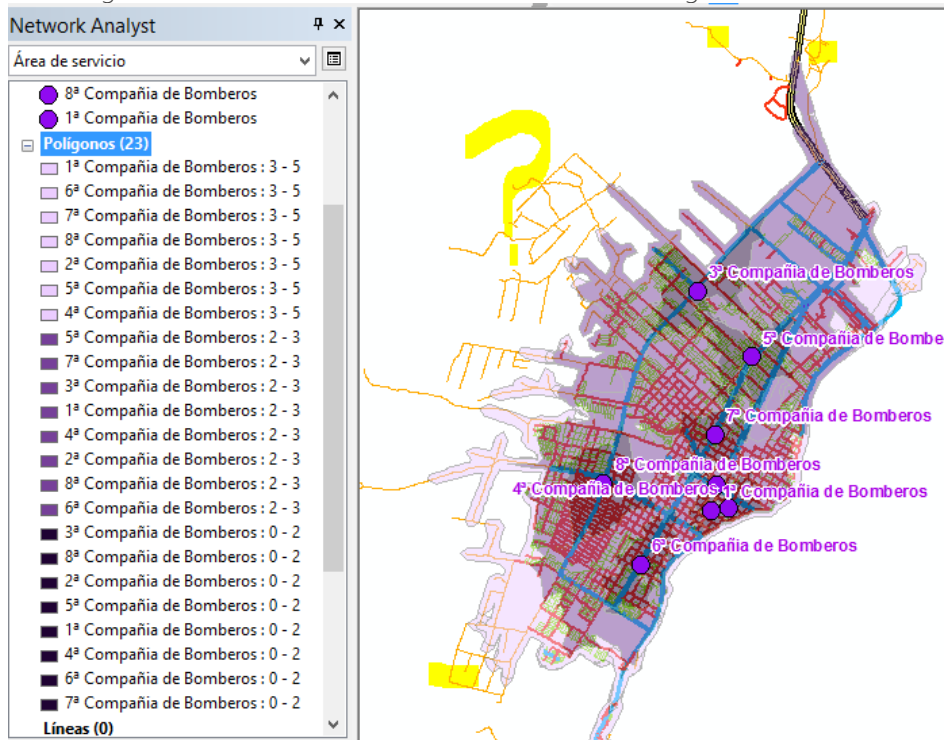 Network Analyst
Área de servicio
8ª Compañia de Bomberos
1ª Compañia de Bomberos
Polígonos (23)
1ª Compañia de Bomberos : 3 - 5
6ª Compañia de Bomberos : 3 - 5
7ª Compañia de Bomberos : 3 - 5
8ª Compañia de Bomberos : 3 - 5
2ª Compañia de Bomberos : 3 - 5
5ª Compañia de Bomberos : 3 - 5
4ª Compañia de Bomberos : 3 - 5
5ª Compañia de Bomberos : 2 - 3
7ª Compañia de Bomberos : 2 - 3
3ª Compañia de Bomberos : 2 - 3
1ª Compañia de Bomberos : 2 - 3
4ª Compañia de Bomberos : 2 - 3
2ª Compañia de Bomberos : 2 - 3
8ª Compañia de Bomberos : 2 - 3
6ª Compañia de Bomberos : 2 - 3
3ª Compañia de Bomberos : 0 - 2
8ª Compañia de Bomberos : 0 - 2
2ª Compañia de Bomberos : 0 - 2
5ª Compañia de Bomberos : 0 - 2
1ª Compañia de Bomberos : 0 - 2
4ª Compañia de Bomberos : 0 - 2
6ª Compañia de Bomberos : 0 - 2
7ª Compañia de Bomberos : 0 - 2
Líneas (0)
3ª Compañia de Bomberos
5ª Compañia de Bombe
7ª Compañia de Bomberos
8ª Compañia de Bomberos
4ª Compañia de Bomberos
1ª Compañia de Bomberos
6ª Compañia de Bomberos